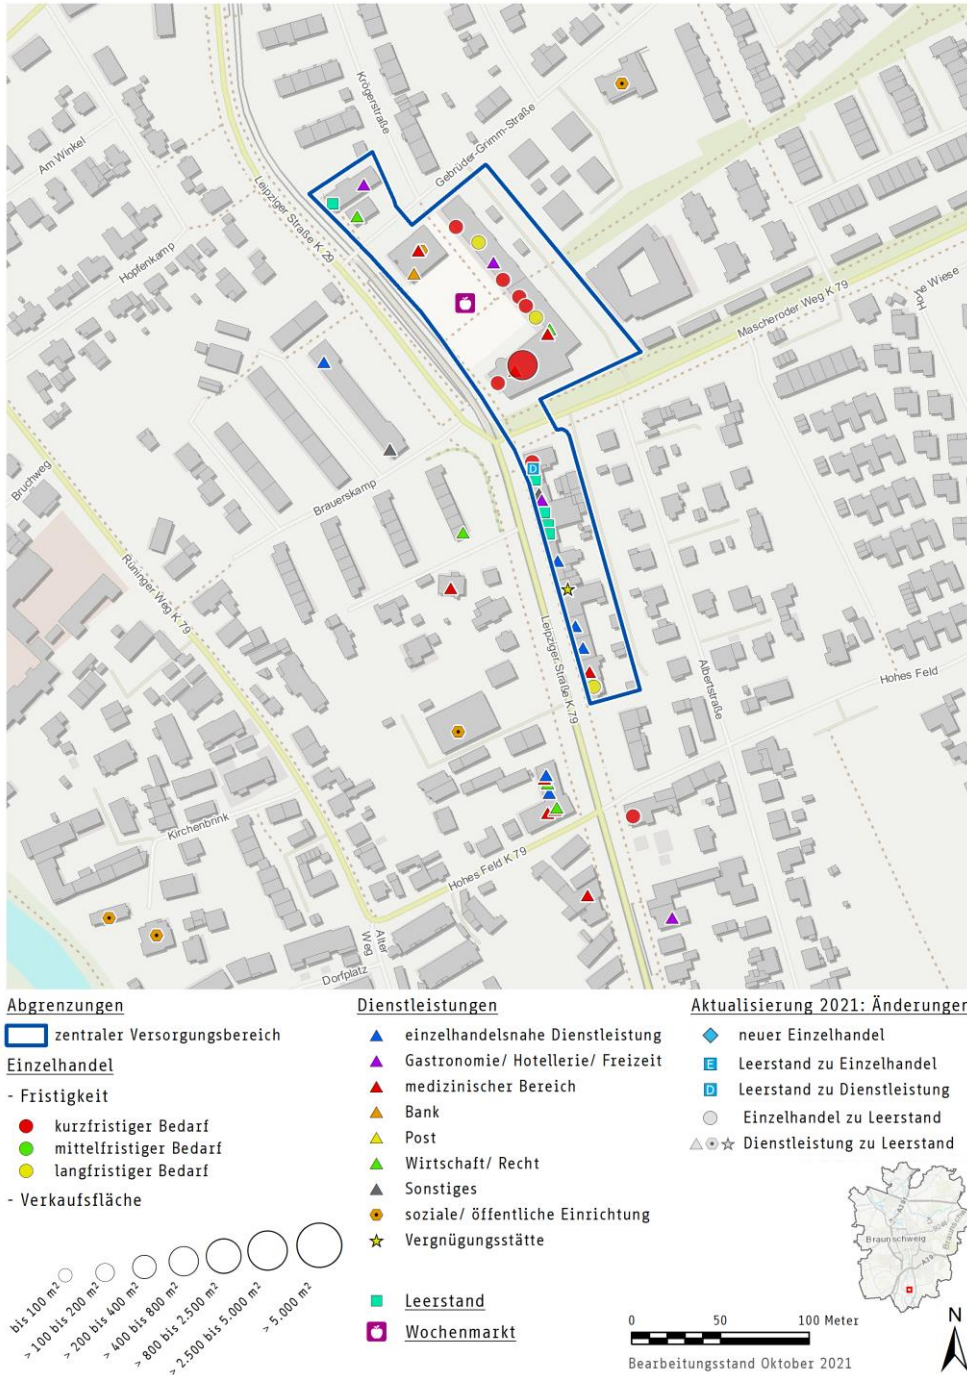 Krögerstraße
Gebrüder-Grimm-Straße
Am Winkel
Leipziger Straße K 29
Hopfenkamp
ne Wiese
Hol
Mascheroder Weg K 79
Bruchweg
Brauerskamp
Rüninger Weg K 79
Leipziger Straße K 79
Albertstraße
Hohes Feld
Kirchenbrink
Hohes Feld K 79
Alter
Weg
Dorfplatz
D
Abgrenzungen
zentraler Versorgungsbereich
Einzelhandel
- Fristigkeit
kurzfristiger Bedarf
mittelfristiger Bedarf
langfristiger Bedarf
- Verkaufsfläche
bis 100 m²
> 100 bis 200 m²
> 200 bis 400 m²
> 400 bis 800 m²
> 800 bis 2.500 m²
> 2.500 bis 5.000 m²
> 5.000 m²
Dienstleistungen
einzelhandelsnahe Dienstleistung
Gastronomie/ Hotellerie/ Freizeit
medizinischer Bereich
Bank
Post
Wirtschaft/ Recht
Sonstiges
soziale/ öffentliche Einrichtung
Vergnügungsstätte
Leerstand
Wochenmarkt
Aktualisierung 2021: Änderungen
neuer Einzelhandel
E Leerstand zu Einzelhandel
D Leerstand zu Dienstleistung
Einzelhandel zu Leerstand
Dienstleistung zu Leerstand
Braunschweig
A39
N
0 50 100 Meter
Bearbeitungsstand Oktober 2021